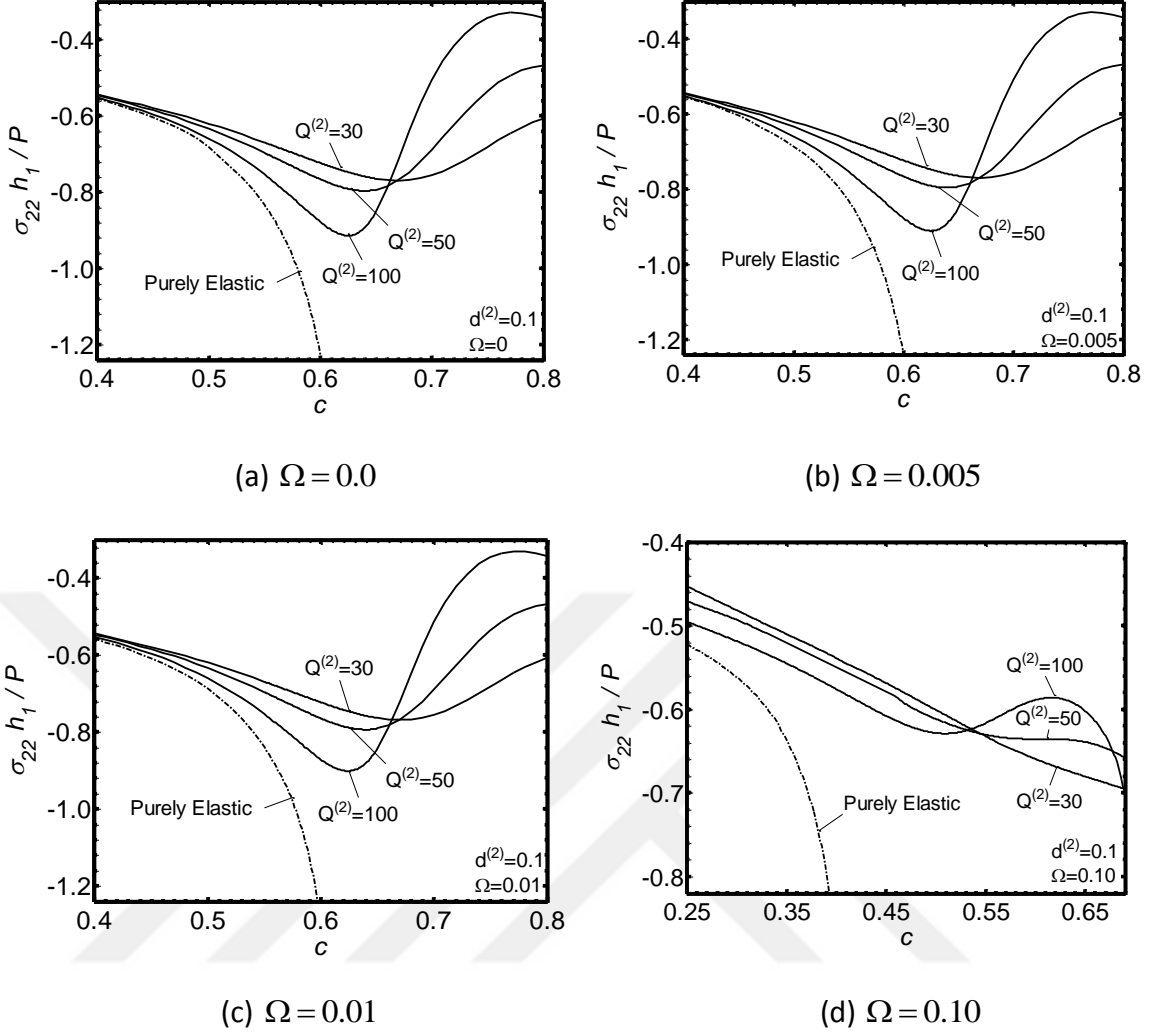 -0.4
-0.6
-0.8
-1.0
-1.2
σ22 h1 / P
Q(2)=30
Q(2)=50
Q(2)=100
Purely Elastic
d(2)=0.1
Ω=0
0.4 0.5 0.6 0.7 0.8
c
(a) Ω = 0.0
-0.4
-0.6
-0.8
-1.0
-1.2
σ22 h1 / P
Q(2)=30
Q(2)=50
Q(2)=100
Purely Elastic
d(2)=0.1
Ω=0.005
0.4 0.5 0.6 0.7 0.8
c
(b) Ω = 0.005
-0.4
-0.6
-0.8
-1.0
-1.2
σ22 h1 / P
Q(2)=30
Q(2)=50
Q(2)=100
Purely Elastic
d(2)=0.1
Ω=0.01
0.4 0.5 0.6 0.7 0.8
c
(c) Ω = 0.01
-0.4
-0.5
-0.6
-0.7
-0.8
σ22 h1 / P
Q(2)=100
Q(2)=50
Q(2)=30
Purely Elastic
d(2)=0.1
Ω=0.10
0.25 0.35 0.45 0.55 0.65
c
(d) Ω = 0.10